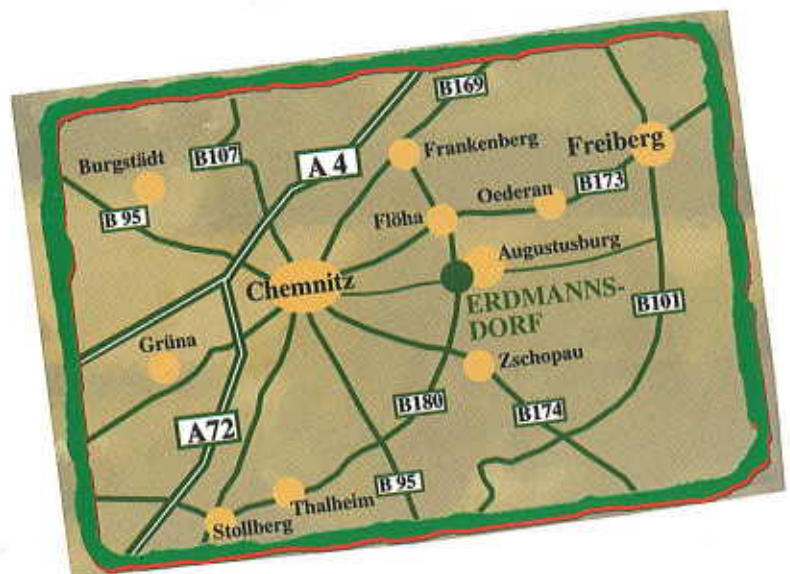 B169
Frankenberg
Freiberg
Burgstädt
B107
A 4
Oederan
B173
B 95
Flöha
Augustusburg
Chemnitz
ERDMANNS-
DORF
B101
Grüna
Zschopau
B180
B174
A72
B 95
Thalheim
Stollberg